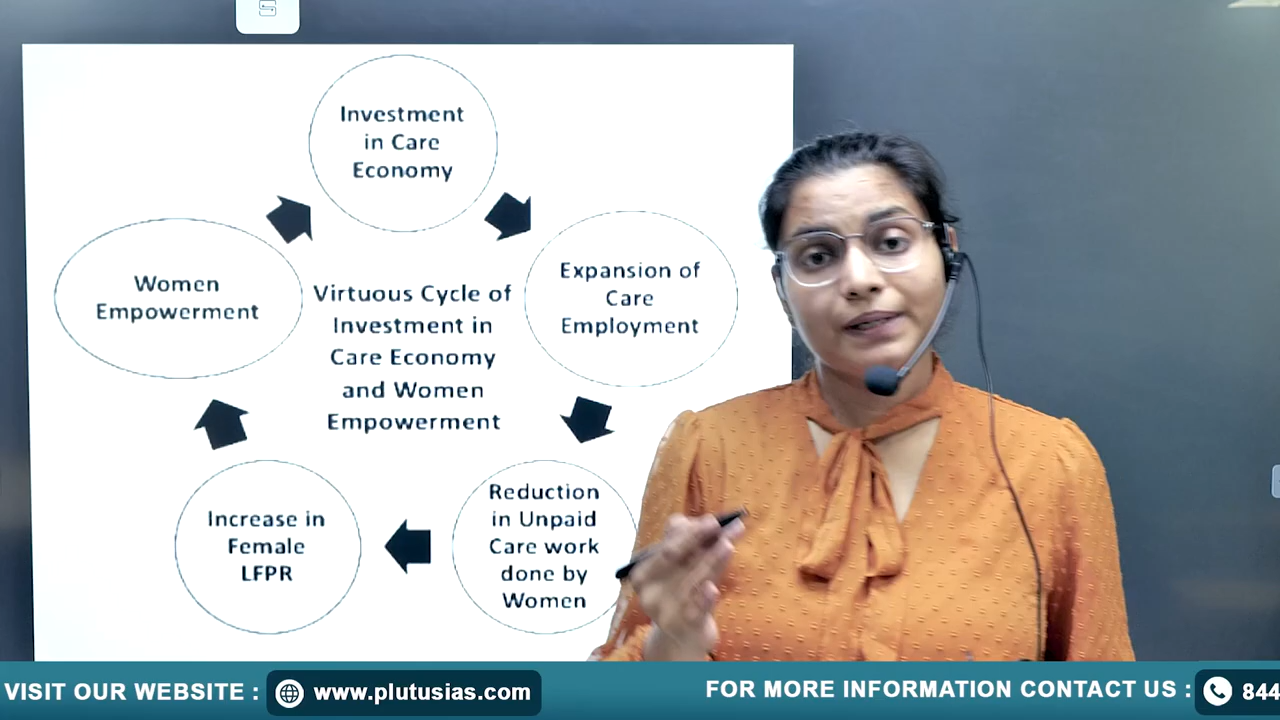 Investment
in Care
Economy
Women
Empowerment
Virtuous Cycle of
Investment in
Care Economy
and Women
Empowerment
Expansion of
Care
Employment
Increase in
Female
LFPR
Reduction
in Unpaid
Care work
done by
Women
VISIT OUR WEBSITE :
www.plutusias.com
FOR MORE INFORMATION CONTACT US :
844